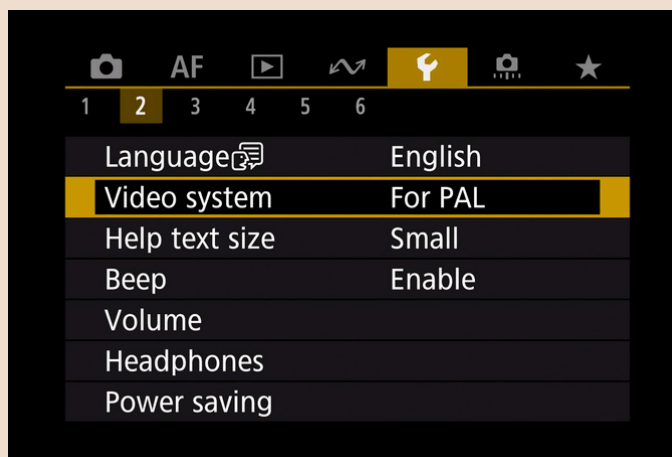 AF
1 2 3 4 5 6
Language English
Video system For PAL
Help text size Small
Beep Enable
Volume
Headphones
Power saving